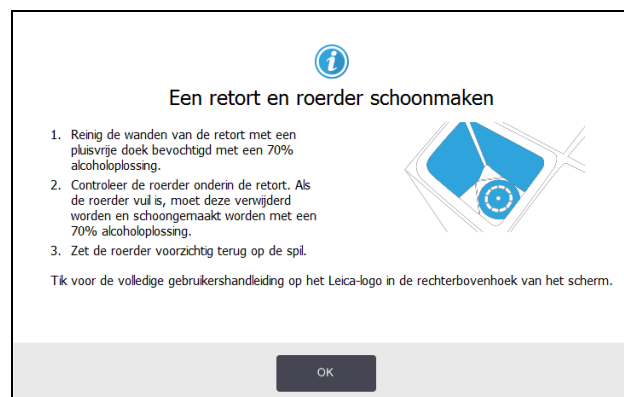 Een retort en roerder schoonmaken
1. Reinig de wanden van de retort met een
pluisvrije doek bevochtigd met een 70%
alcoholoplossing.
2. Controleer de roerder onderin de retort. Als
de roerder vuil is, moet deze verwijderd
worden en schoongemaakt worden met een
70% alcoholoplossing.
3. Zet de roerder voorzichtig terug op de spil.
Tik voor de volledige gebruikershandleiding op het Leica-logo in de rechterbovenhoek van het scherm.
OK